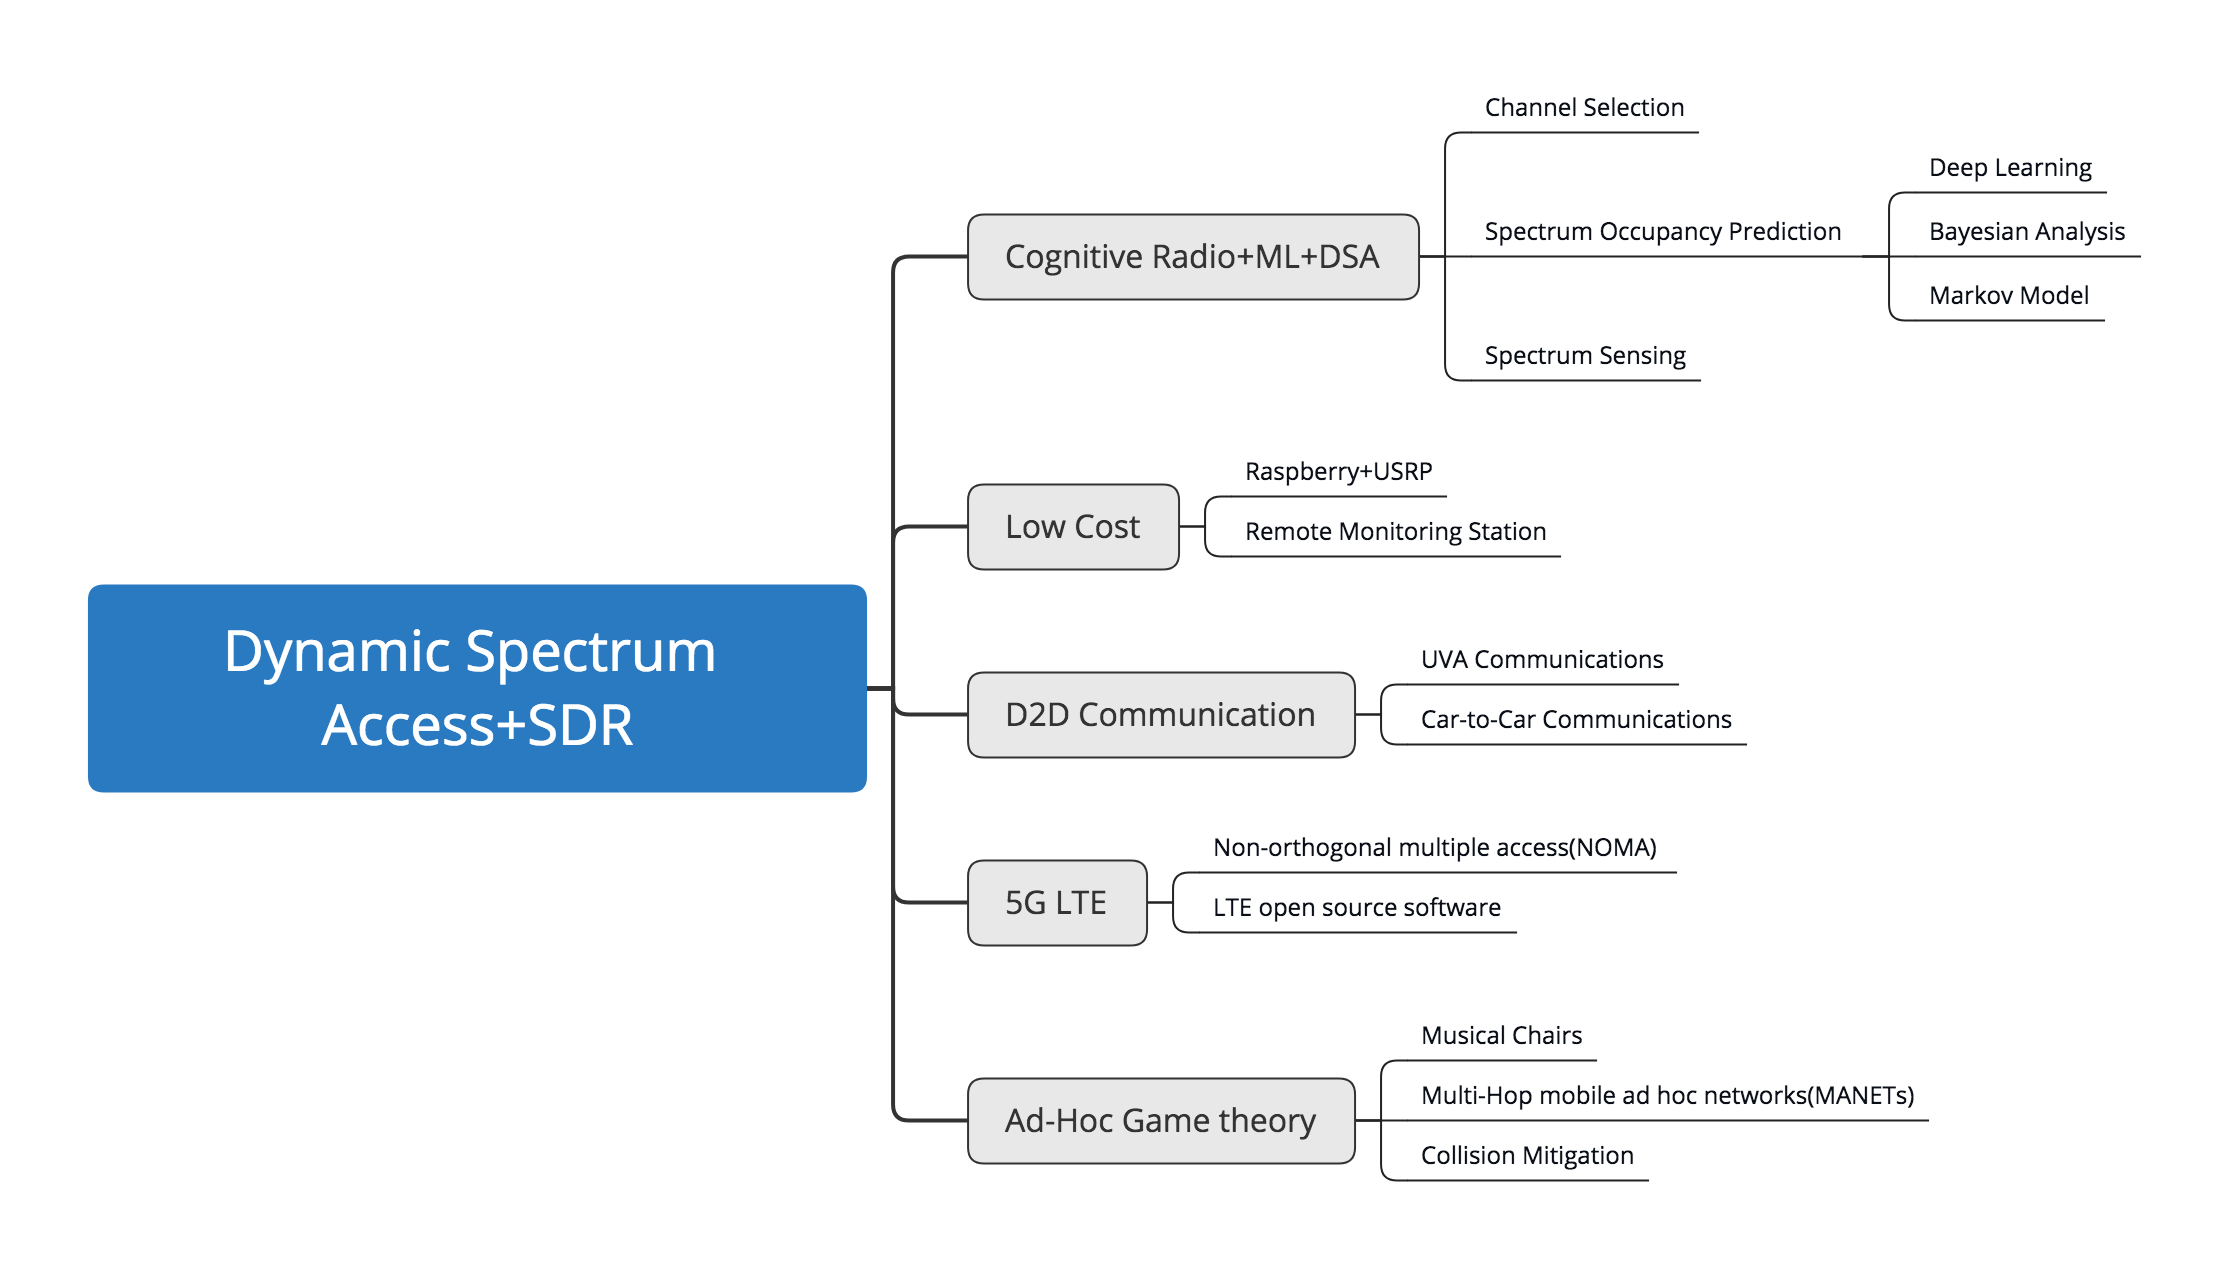 Dynamic Spectrum
Access+SDR
Cognitive Radio+ML+DSA
Channel Selection
Spectrum Occupancy Prediction
Deep Learning
Bayesian Analysis
Markov Model
Spectrum Sensing
Low Cost
Raspberry+USRP
Remote Monitoring Station
D2D Communication
UVA Communications
Car-to-Car Communications
5G LTE
Non-orthogonal multiple access(NOMA)
LTE open source software
Ad-Hoc Game theory
Musical Chairs
Multi-Hop mobile ad hoc networks(MANETs)
Collision Mitigation